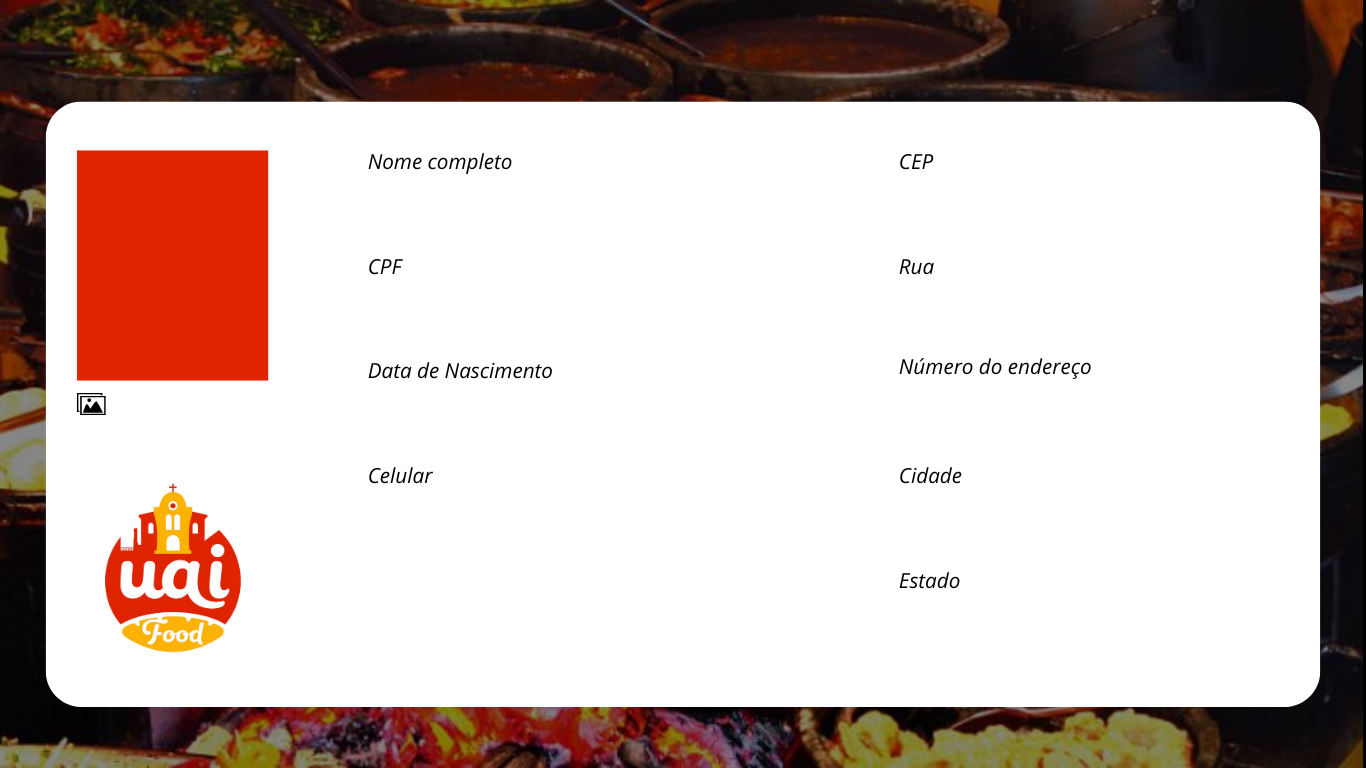 Nome completo
CPF
Data de Nascimento
Celular
CEP
Rua
Número do endereço
Cidade
Estado
uai
Food